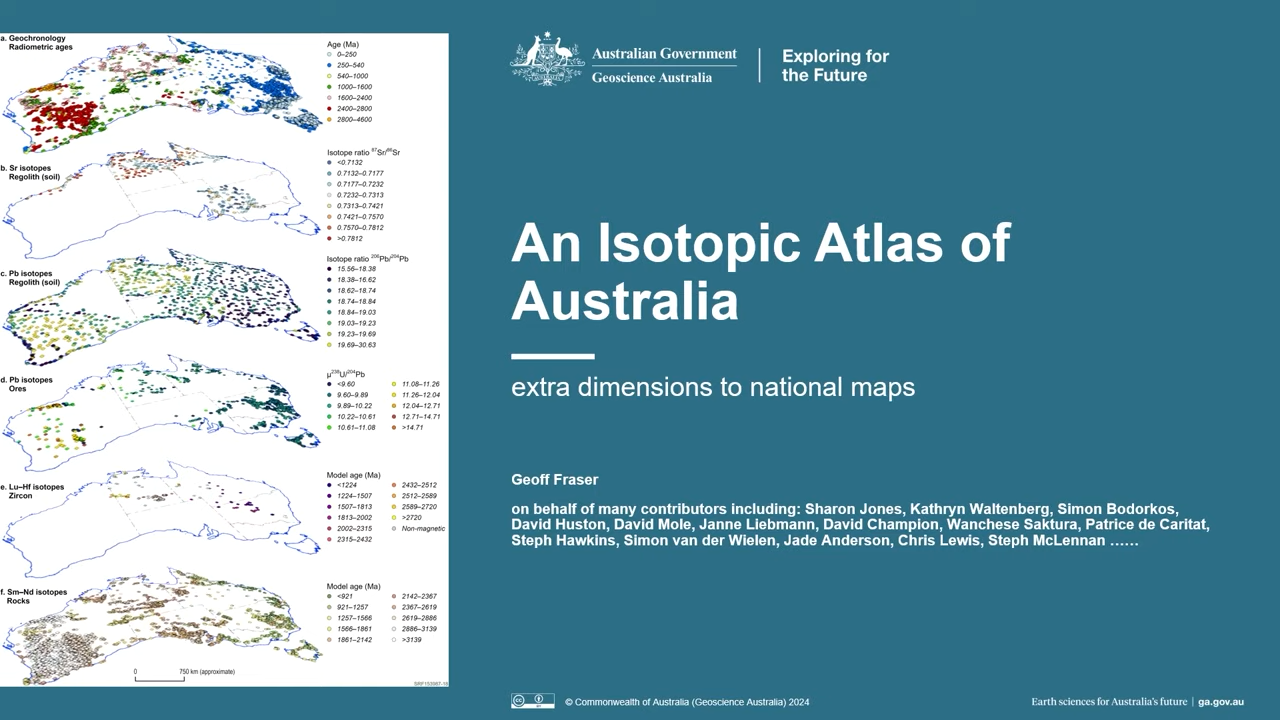 a. Geochronology
Radiometric ages
Age (Ma)
0–250
250–540
540–1000
1000–1600
1600–2400
2400–2800
2800–4600
b. Sr isotopes
Regolith (soil)
Isotope ratio 87Sr/86Sr
<0.7132
0.7132–0.7177
0.7177–0.7232
0.7232–0.7313
0.7313–0.7421
0.7421–0.7570
0.7570–0.7812
>0.7812
c. Pb isotopes
Regolith (soil)
Isotope ratio 206Pb/204Pb
15.56–18.38
18.38–16.62
18.62–18.74
18.74–18.84
18.84–19.03
19.03–19.23
19.23–19.69
19.69–30.63
d. Pb isotopes
Ores
µ238U/204Pb
<9.60
9.60–9.89
9.89–10.22
10.22–10.61
10.61–11.08
11.08–11.26
11.26–12.04
12.04–12.71
12.71–14.71
>14.71
e. Lu–Hf isotopes
Zircon
Model age (Ma)
<1224
1224–1507
1507–1813
1813–2002
2002–2315
2315–2432
2432–2512
2512–2589
2589–2720
>2720
Non-magnetic
f. Sm–Nd isotopes
Rocks
Model age (Ma)
<921
921–1257
1257–1566
1566–1861
1861–2142
2142–2367
2367–2619
2619–2886
2886–3139
>3139
0 750 km (approximate)
Australian Government
Geoscience Australia
Exploring for
the Future
An Isotopic Atlas of
Australia
extra dimensions to national maps
Geoff Fraser
on behalf of many contributors including: Sharon Jones, Kathryn Waltenberg, Simon Bodorkos,
David Huston, David Mole, Janne Liebmann, David Champion, Wanchese Saktura, Patrice de Caritat,
Steph Hawkins, Simon van der Wielen, Jade Anderson, Chris Lewis, Steph McLennan ……
© Commonwealth of Australia (Geoscience Australia) 2024
Earth sciences for Australia's future | ga.gov.au